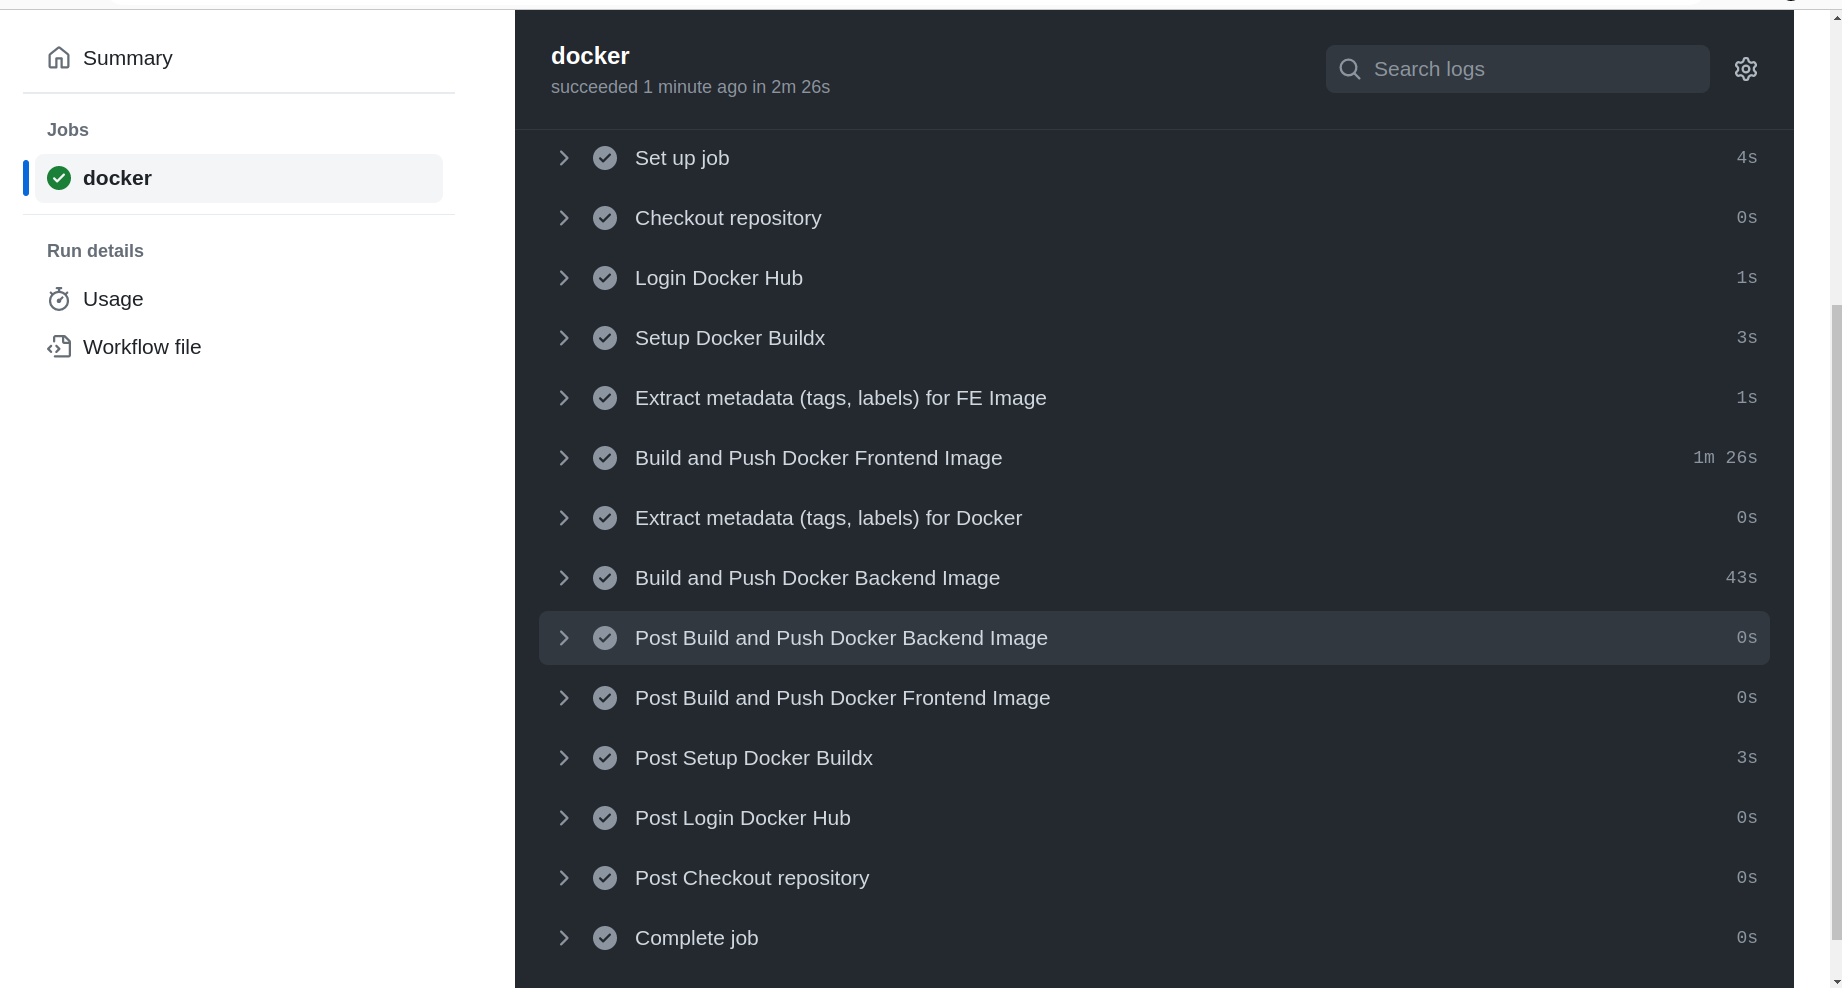 Summary
Jobs
docker
Run details
Usage
Workflow file
docker
succeeded 1 minute ago in 2m 26s
Search logs
Set up job 4s
Checkout repository 0s
Login Docker Hub 1s
Setup Docker Buildx 3s
Extract metadata (tags, labels) for FE Image 1s
Build and Push Docker Frontend Image 1m 26s
Extract metadata (tags, labels) for Docker 0s
Build and Push Docker Backend Image 43s
Post Build and Push Docker Backend Image 0s
Post Build and Push Docker Frontend Image 0s
Post Setup Docker Buildx 3s
Post Login Docker Hub 0s
Post Checkout repository 0s
Complete job 0s